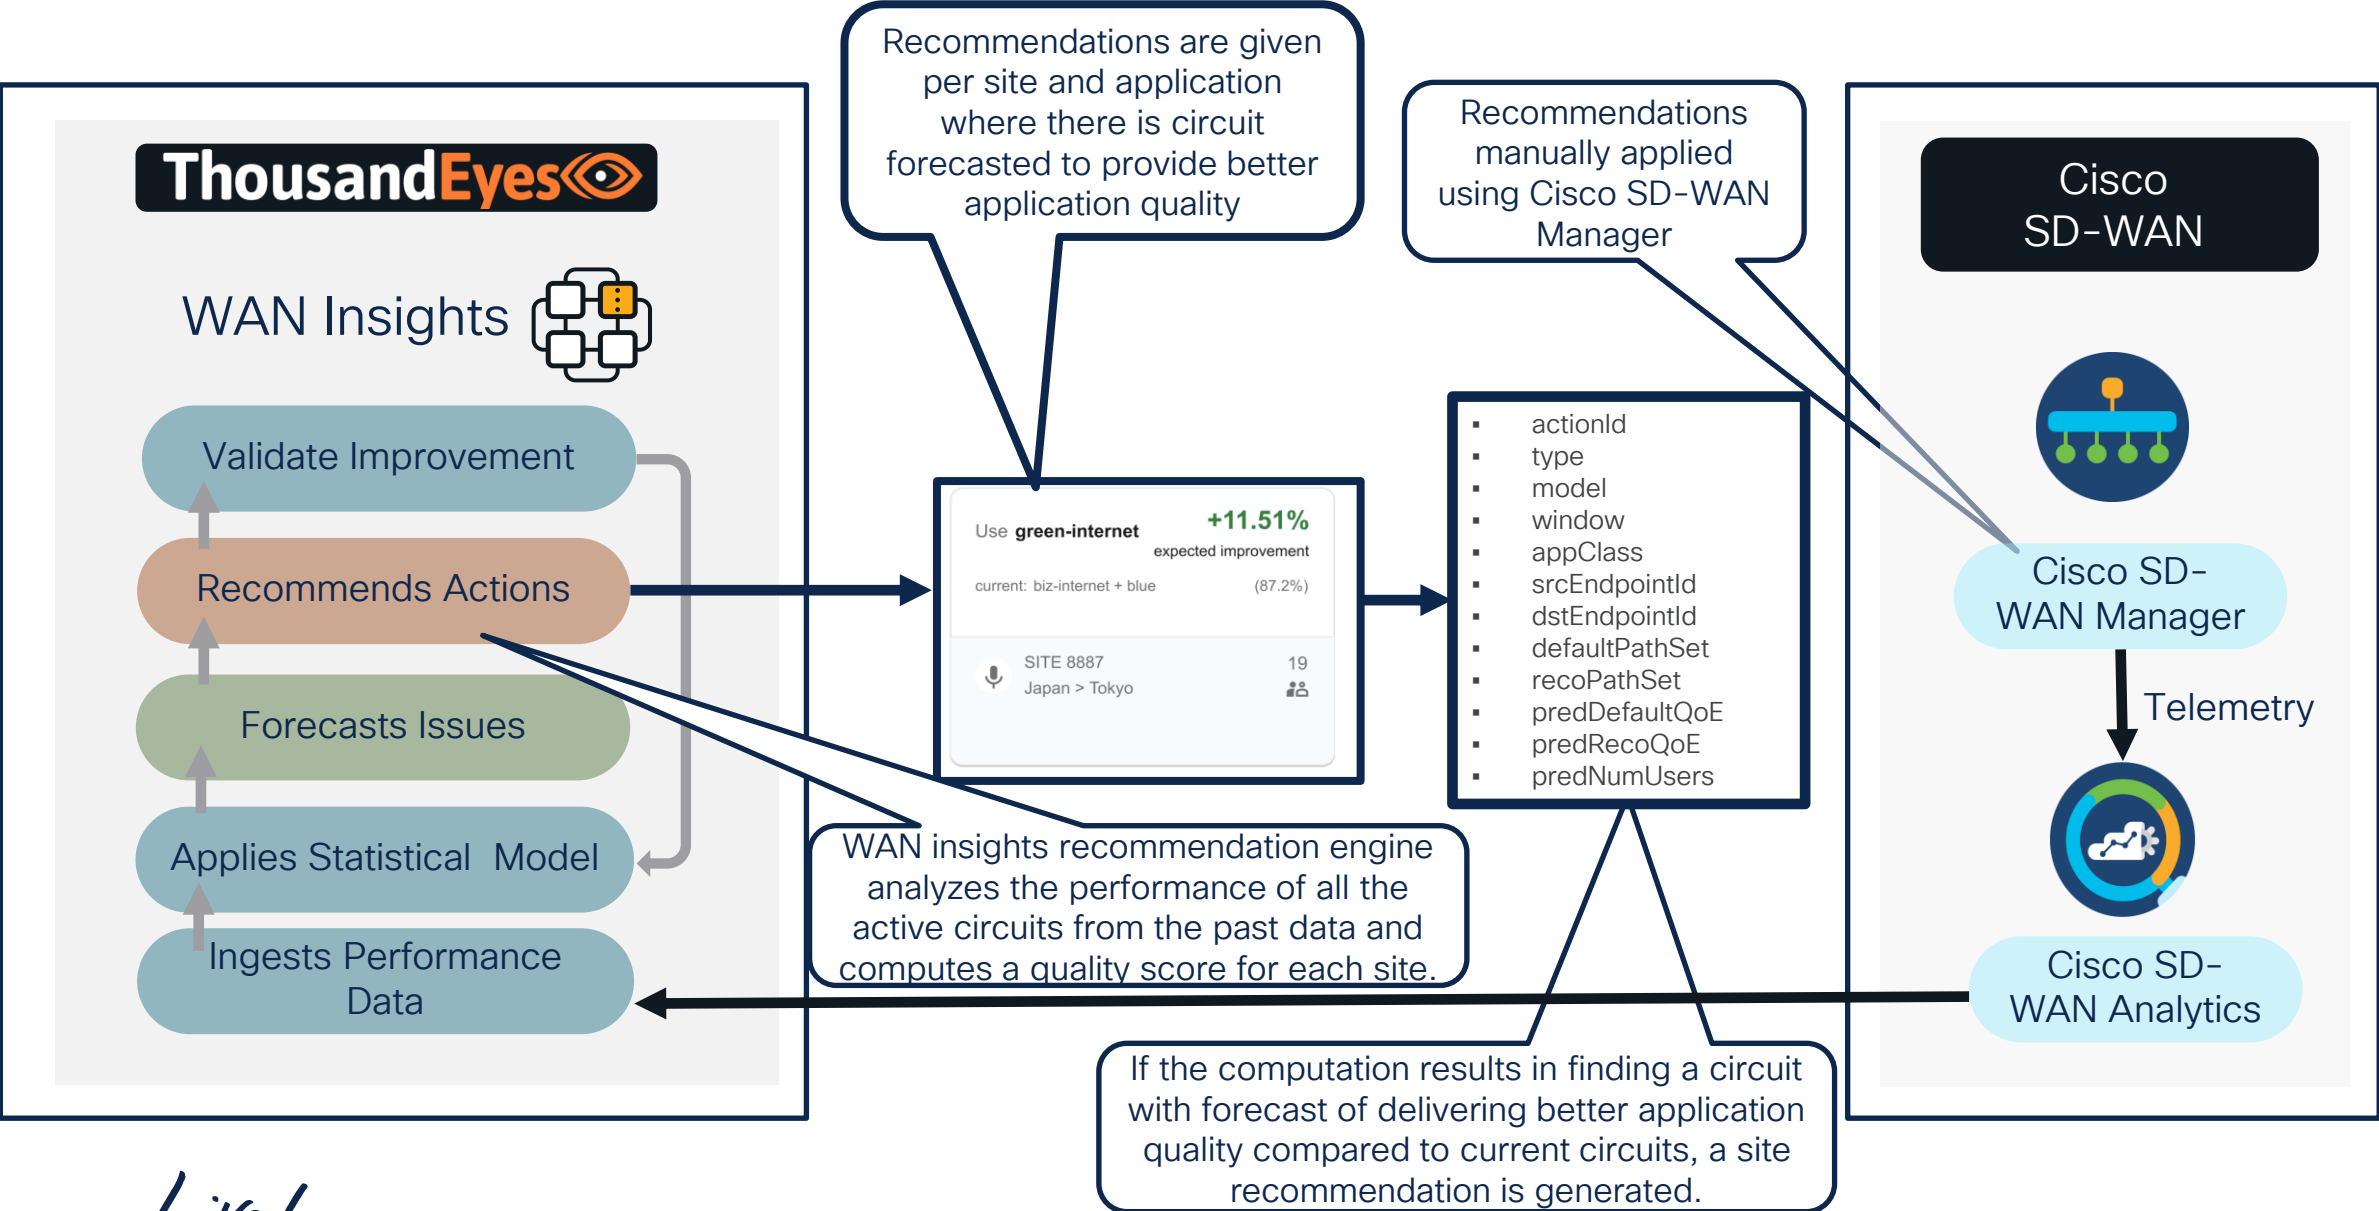 ThousandEyes
WAN Insights
Validate Improvement
Recommends Actions
Forecasts Issues
Applies Statistical Model
Ingests Performance
Data
Recommendations are given
per site and application
where there is circuit
forecasted to provide better
application quality
Use green-internet
+11.51%
expected improvement
current: biz-internet + blue
(87.2%)
SITE 8887
19
Japan > Tokyo
WAN insights recommendation engine
analyzes the performance of all the
active circuits from the past data and
computes a quality score for each site.
Recommendations
manually applied
using Cisco SD-WAN
Manager
▪ actionId
▪ type
▪ model
▪ window
▪ appClass
▪ srcEndpointId
▪ dstEndpointId
▪ defaultPathSet
▪ recoPathSet
▪ predDefaultQoE
▪ predRecoQoE
▪ predNumUsers
If the computation results in finding a circuit
with forecast of delivering better application
quality compared to current circuits, a site
recommendation is generated.
Cisco
SD-WAN
Cisco SD-
WAN Manager
Telemetry
Cisco SD-
WAN Analytics